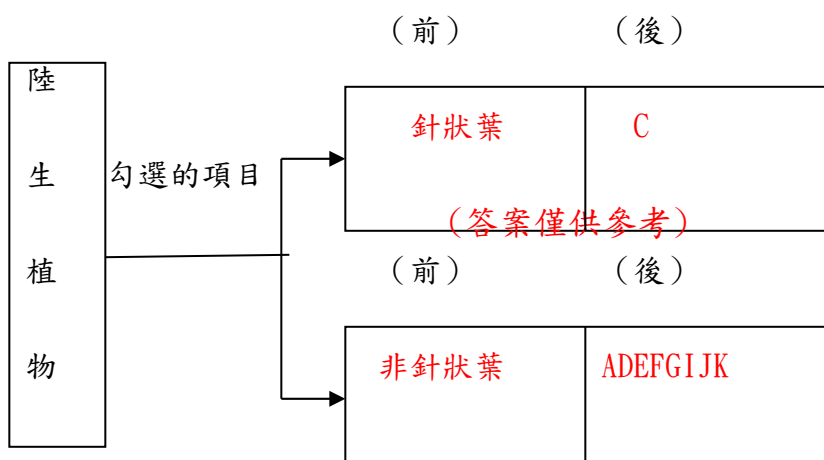 （前） （後）
陸生植物
勾選的項目
針狀葉 C
(答案僅供參考)
（前） （後）
非針狀葉 ADEFGIJK